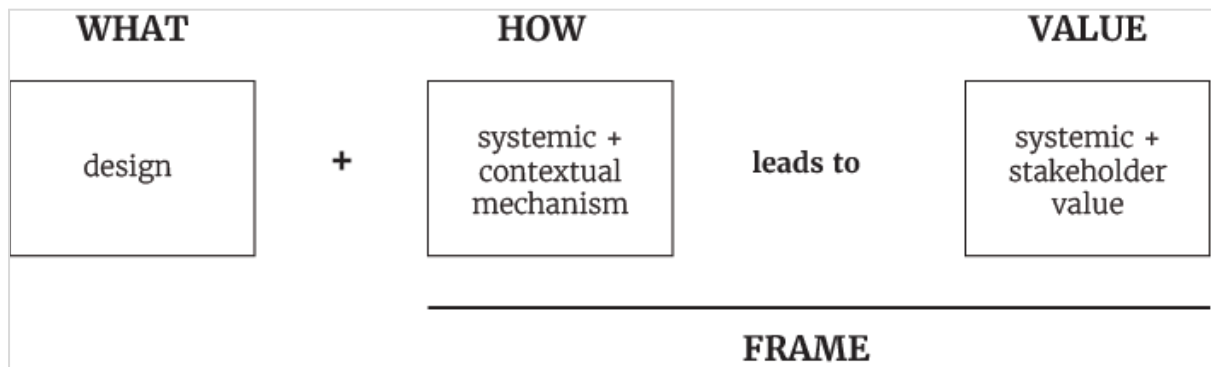 WHAT
HOW
VALUE
design
+
systemic +
contextual
mechanism
leads to
systemic +
stakeholder
value
FRAME